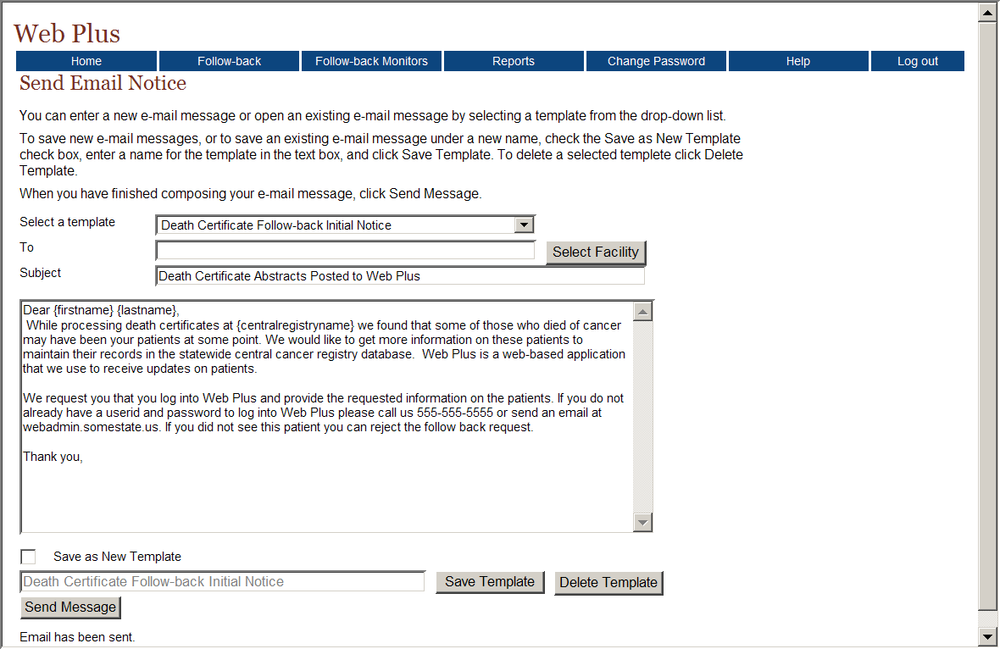 Web Plus
Home Follow-back Follow-back Monitors Reports Change Password Help Log out
Send Email Notice
You can enter a new e-mail message or open an existing e-mail message by selecting a template from the drop-down list.
To save new e-mail messages, or to save an existing e-mail message under a new name, check the Save as New Template
check box, enter a name for the template in the text box, and click Save Template. To delete a selected templete click Delete
Template.
When you have finished composing your e-mail message, click Send Message.
Select a template Death Certificate Follow-back Initial Notice
To Select Facility
Subject Death Certificate Abstracts Posted to Web Plus
Dear {firstname} {lastname},
While processing death certificates at {centralregistryname} we found that some of those who died of cancer
may have been your patients at some point. We would like to get more information on these patients to
maintain their records in the statewide central cancer registry database.  Web Plus is a web-based application
that we use to receive updates on patients.
We request you that you log into Web Plus and provide the requested information on the patients. If you do not
already have a userid and password to log into Web Plus please call us 555-555-5555 or send an email at
webadmin.somestate.us. If you did not see this patient you can reject the follow back request.
Thank you,
Save as New Template
Death Certificate Follow-back Initial Notice Save Template Delete Template
Send Message
Email has been sent.